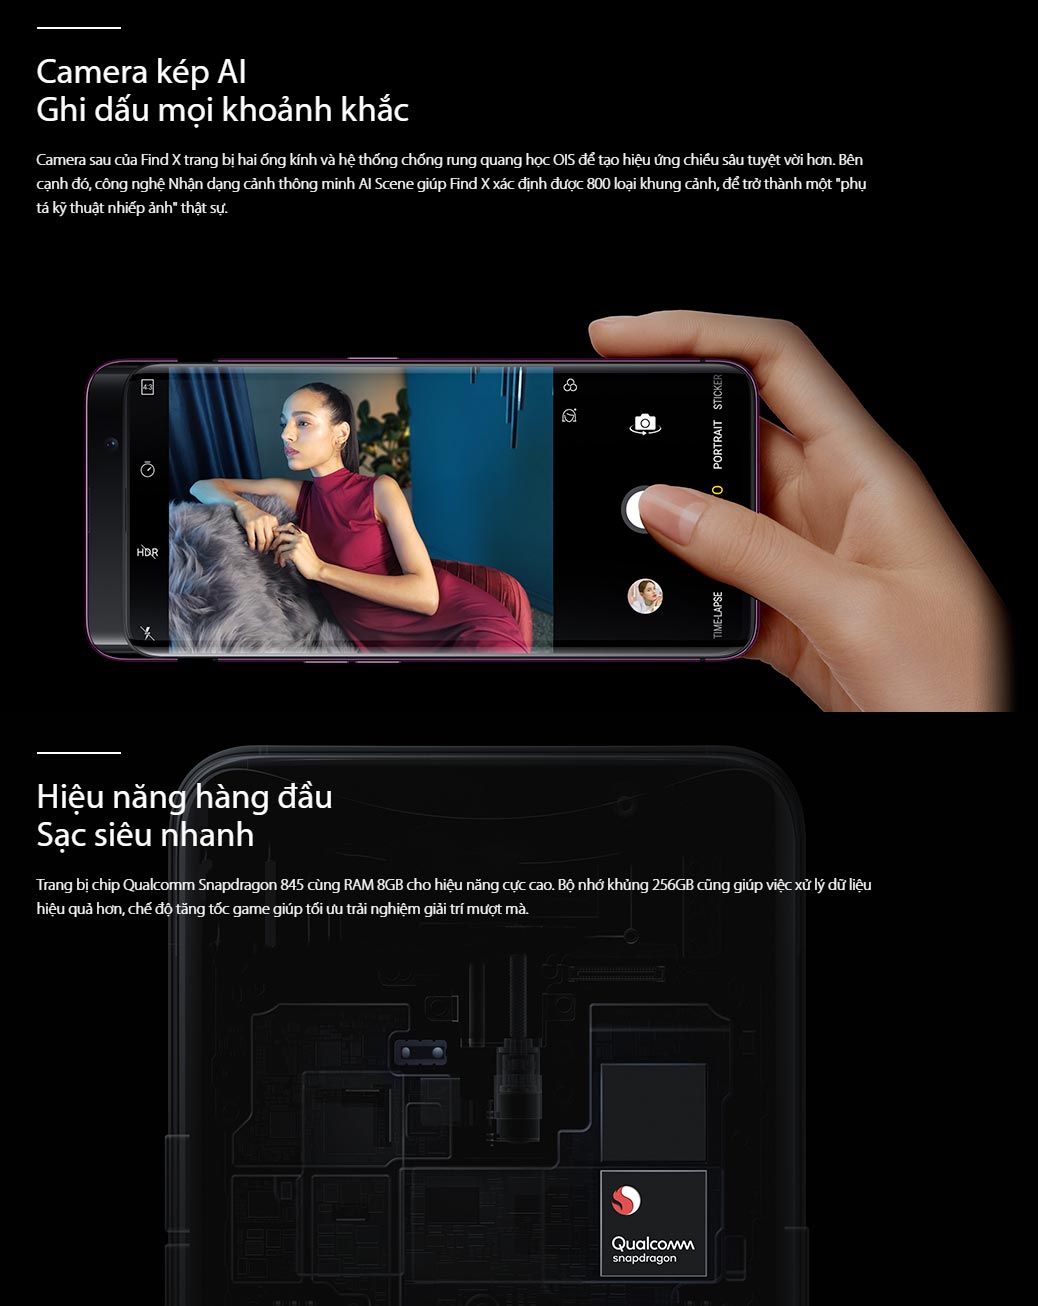 Camera kép AI
Ghi dấu mọi khoảnh khắc
Camera sau của Find X trang bị hai ống kính và hệ thống chống rung quang học OIS để tạo hiệu ứng chiều sâu tuyệt vời hơn. Bên
cạnh đó, công nghệ Nhận dạng cảnh thông minh AI Scene giúp Find X xác định được 800 loại khung cảnh, để trở thành một "phụ
tá kỹ thuật nhiếp ảnh" thật sự.
4:3
HDR
STICKER
PORTRAIT
O
TIME-LAPSE
Hiệu năng hàng đầu
Sạc siêu nhanh
Trang bị chip Qualcomm Snapdragon 845 cùng RAM 8GB cho hiệu năng cực cao. Bộ nhớ khủng 256GB cũng giúp việc xử lý dữ liệu
hiệu quả hơn, chế độ tăng tốc game giúp tối ưu trải nghiệm giải trí mượt mà.
Qualcomm
snapdragon